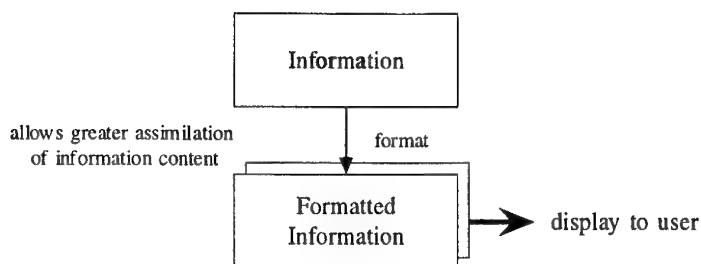 Information
allows greater assimilation
of information content
format
Formatted
Information
display to user